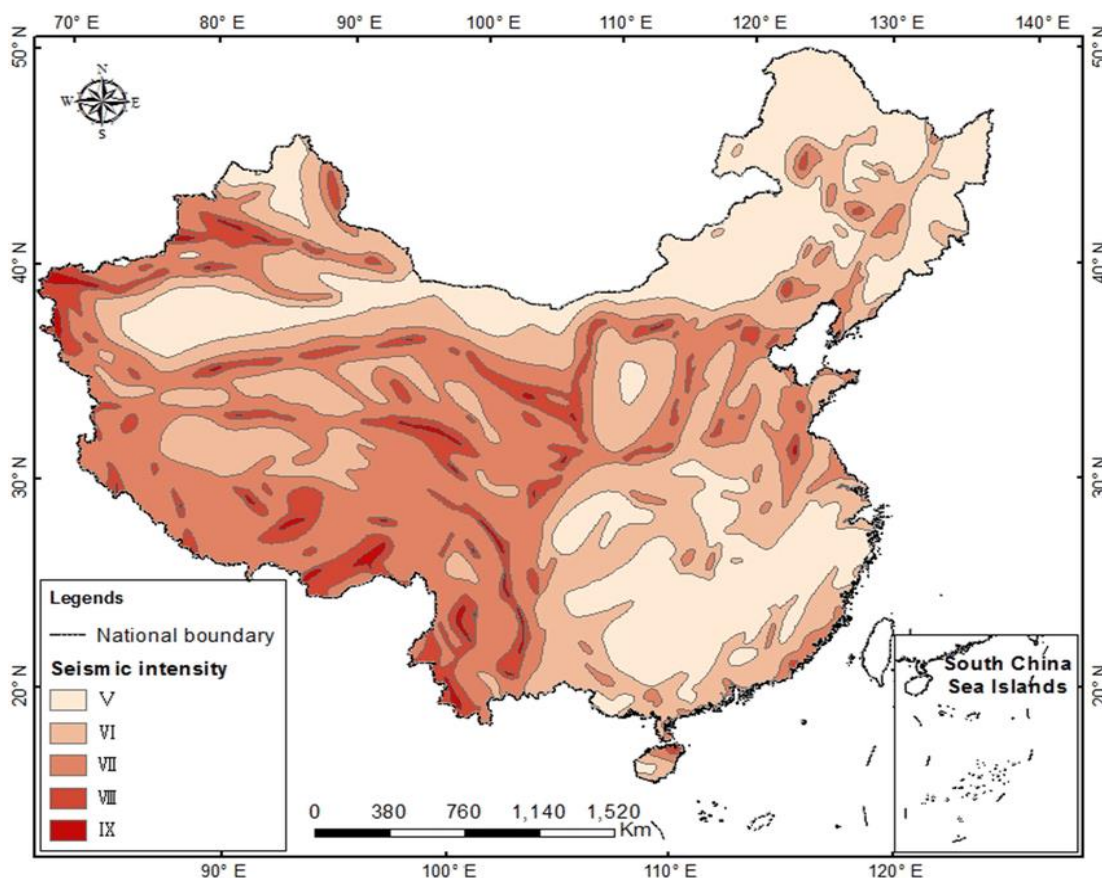 70° E 80° E 90° E 100° E 110° E 120° E 130° E 140° E
50° N
50° N
N
W E
S
40° N
40° N
30° N
30° N
Legends
National boundary
Seismic intensity
V
VI
VII
VIII
IX
20° N
20° N
South China
Sea Islands
0 380 760 1,140 1,520
Km
90° E 100° E 110° E 120° E